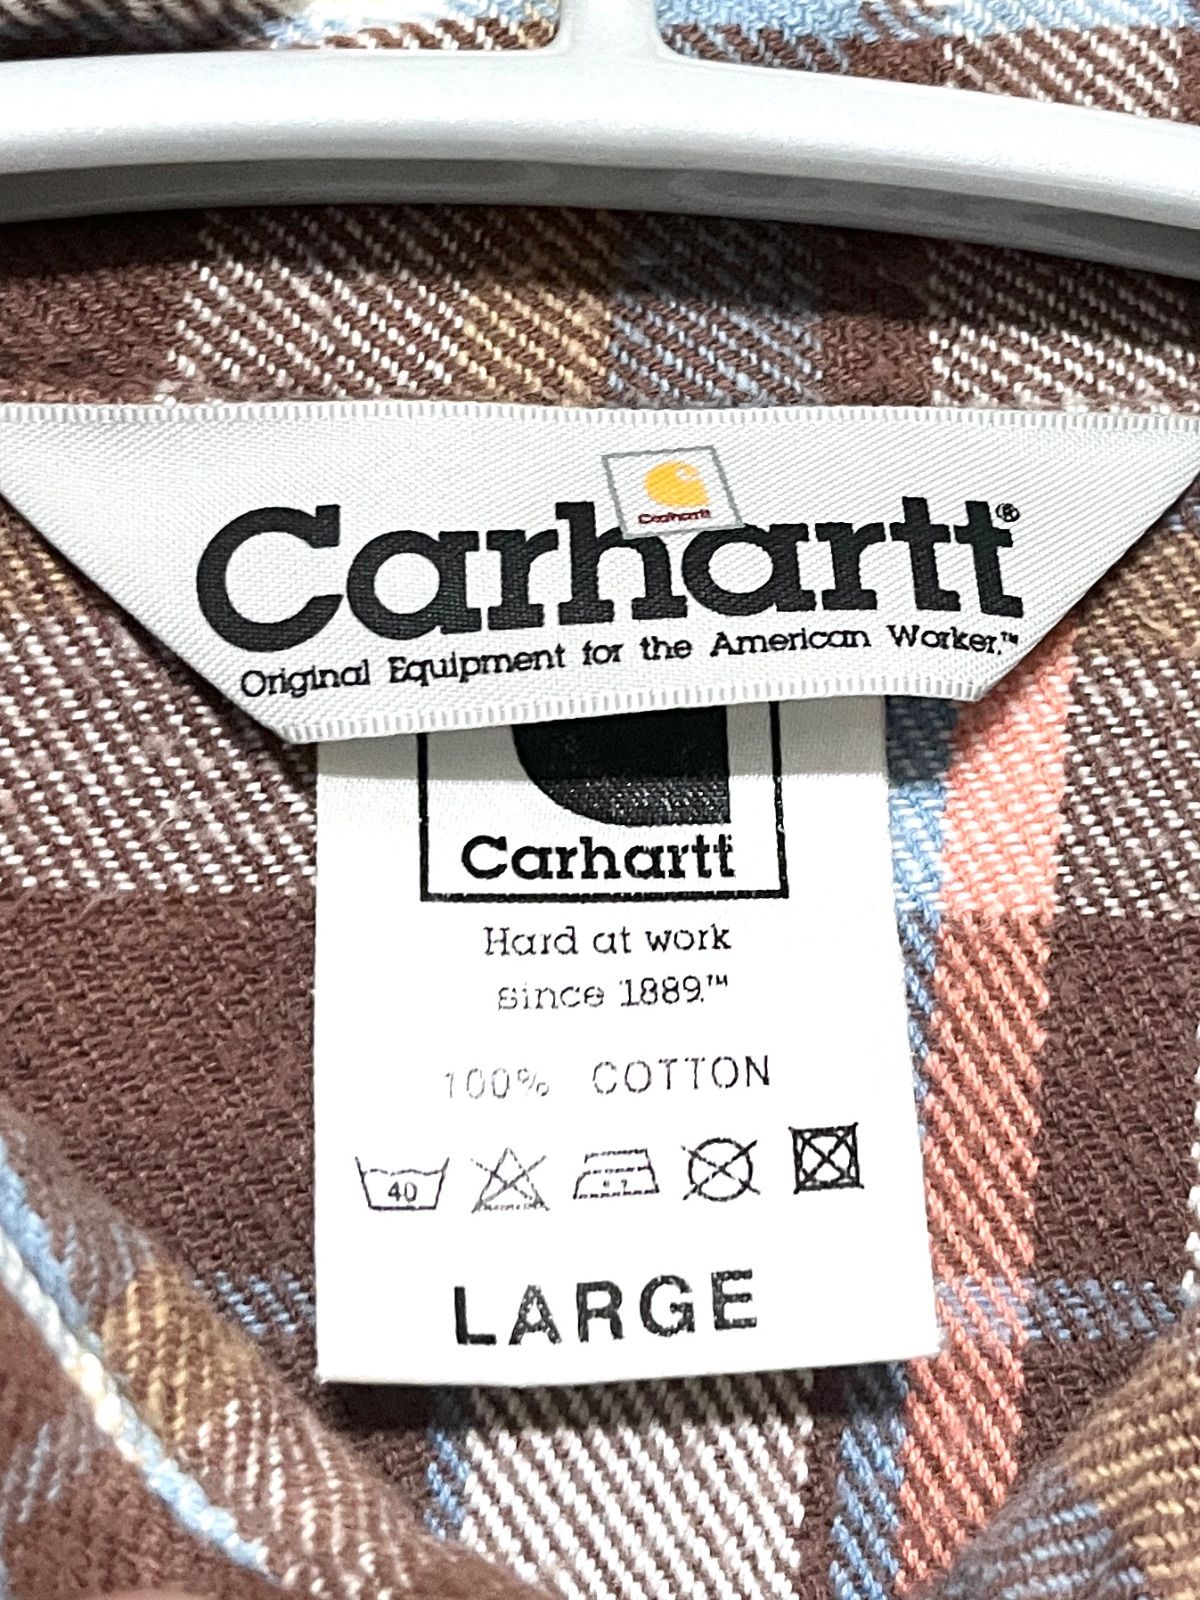 Carhartt
Carhartt®
Original Equipment for the American Worker.™
Carhartt
Hard at work
since 1889.™
100% COTTON
40
LARGE